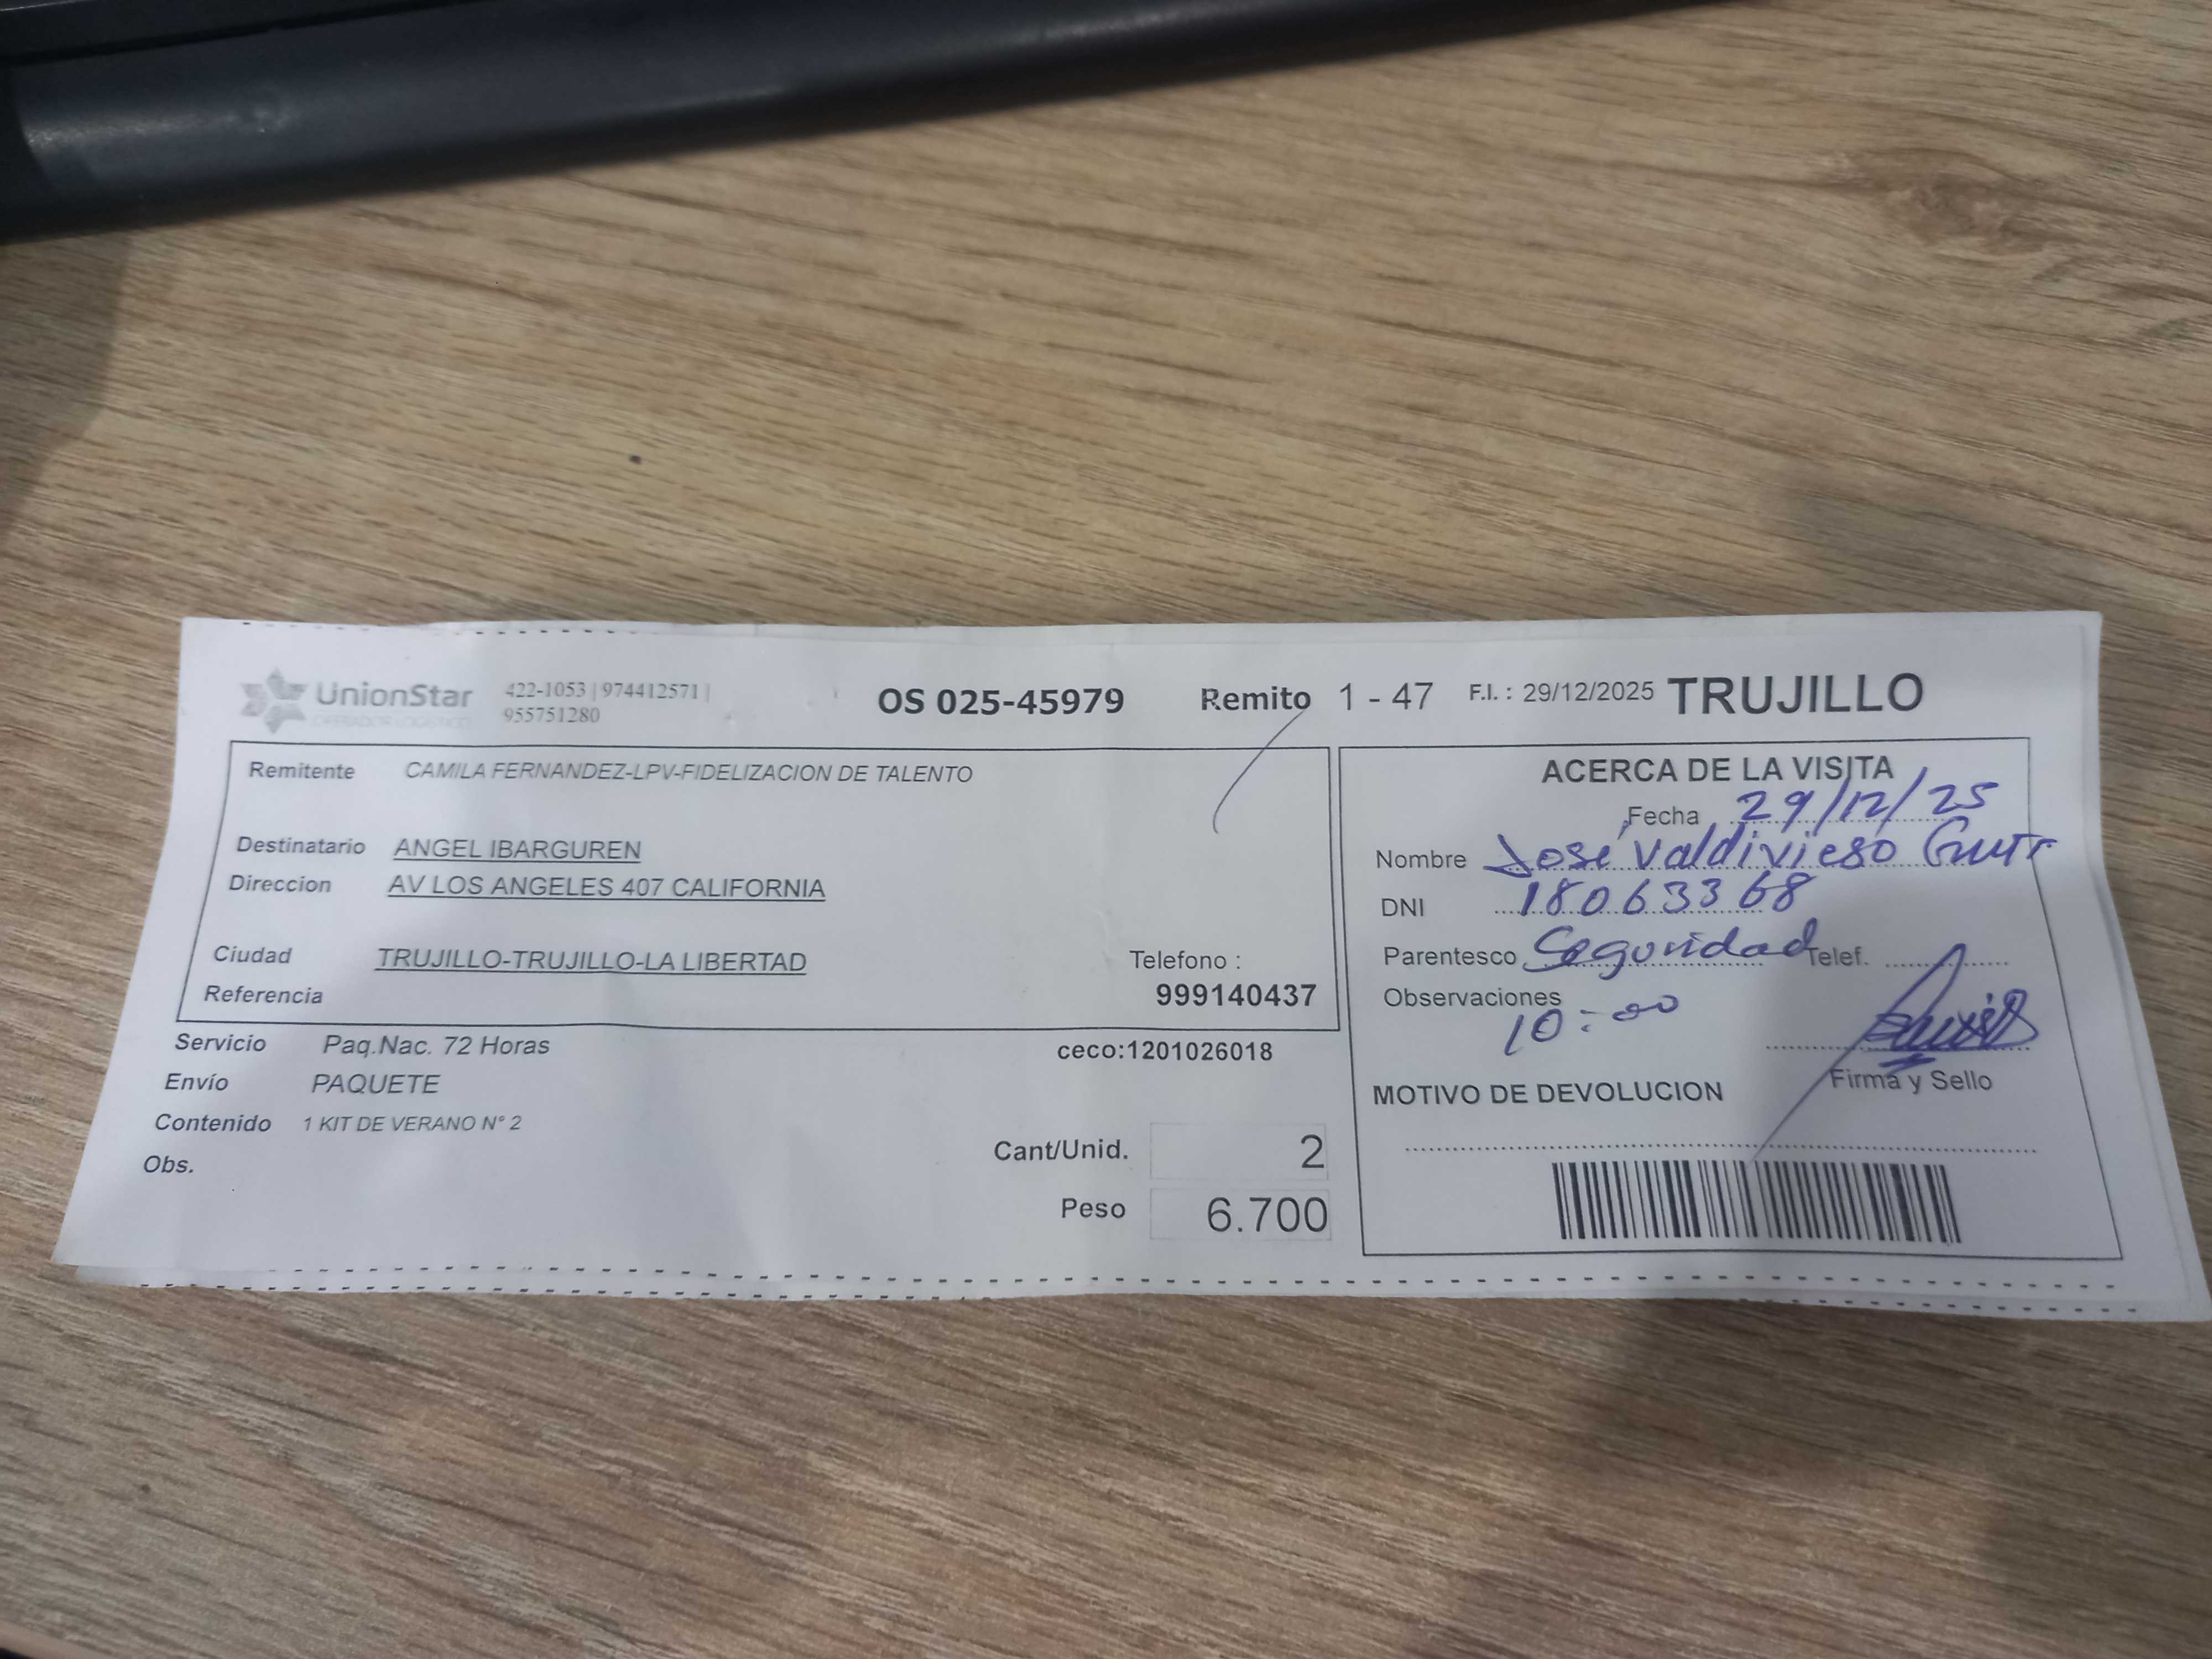 UnionStar
OPERADOR LOGISTICO
422-1053 | 974412571 |
955751280
OS 025-45979 Remito 1 - 47 F.I. : 29/12/2025 TRUJILLO
Remitente CAMILA FERNANDEZ-LPV-FIDELIZACION DE TALENTO
Destinatario ANGEL IBARGUREN
Direccion AV LOS ANGELES 407 CALIFORNIA
Ciudad TRUJILLO-TRUJILLO-LA LIBERTAD
Telefono :
Referencia 999140437
Servicio Paq.Nac. 72 Horas ceco:1201026018
Envío PAQUETE
Contenido 1 KIT DE VERANO N° 2
Obs.
Cant/Unid. 2
Peso 6.700
ACERCA DE LA VISITA
Fecha 29/12/25
Nombre José Valdivieso
DNI 18063368
Parentesco Seguridad Telef.
Observaciones
10:00
Firma y Sello
MOTIVO DE DEVOLUCION